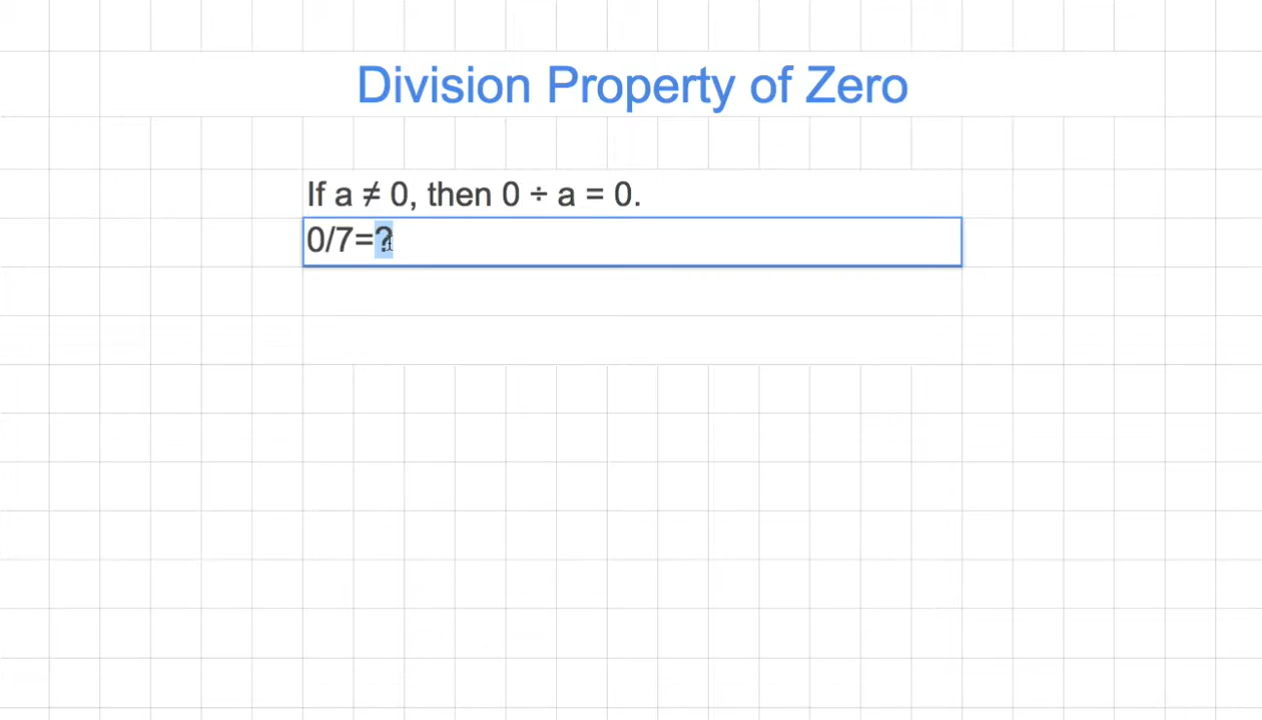 Division Property of Zero
If a ≠ 0, then 0 ÷ a = 0.
0/7=?